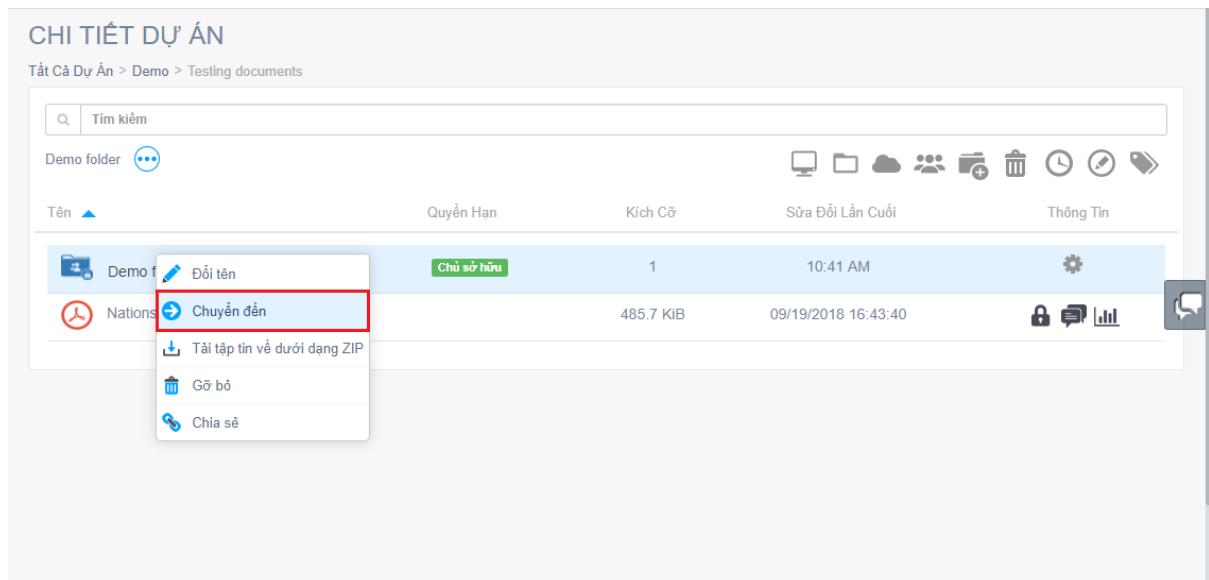 CHI TIẾT DỰ ÁN
Tất Cả Dự Án > Demo > Testing documents
Tìm kiếm
Demo folder
Tên Quyền Hạn Kích Cỡ Sửa Đổi Lần Cuối Thông Tin
Demo f Chủ sở hữu 1 10:41 AM
Đổi tên
Nations 485.7 KiB 09/19/2018 16:43:40
Chuyển đến
Tải tập tin về dưới dạng ZIP
Gỡ bỏ
Chia sẻ